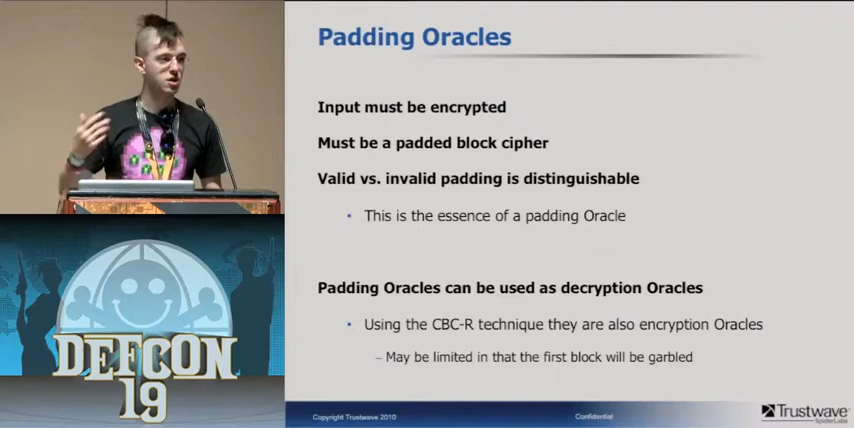 Padding Oracles
Input must be encrypted
Must be a padded block cipher
Valid vs. invalid padding is distinguishable
• This is the essence of a padding Oracle
Padding Oracles can be used as decryption Oracles
• Using the CBC-R technique they are also encryption Oracles
– May be limited in that the first block will be garbled
DEFCON
19
Copyright Trustwave 2010
Confidential
Trustwave®
SpiderLabs